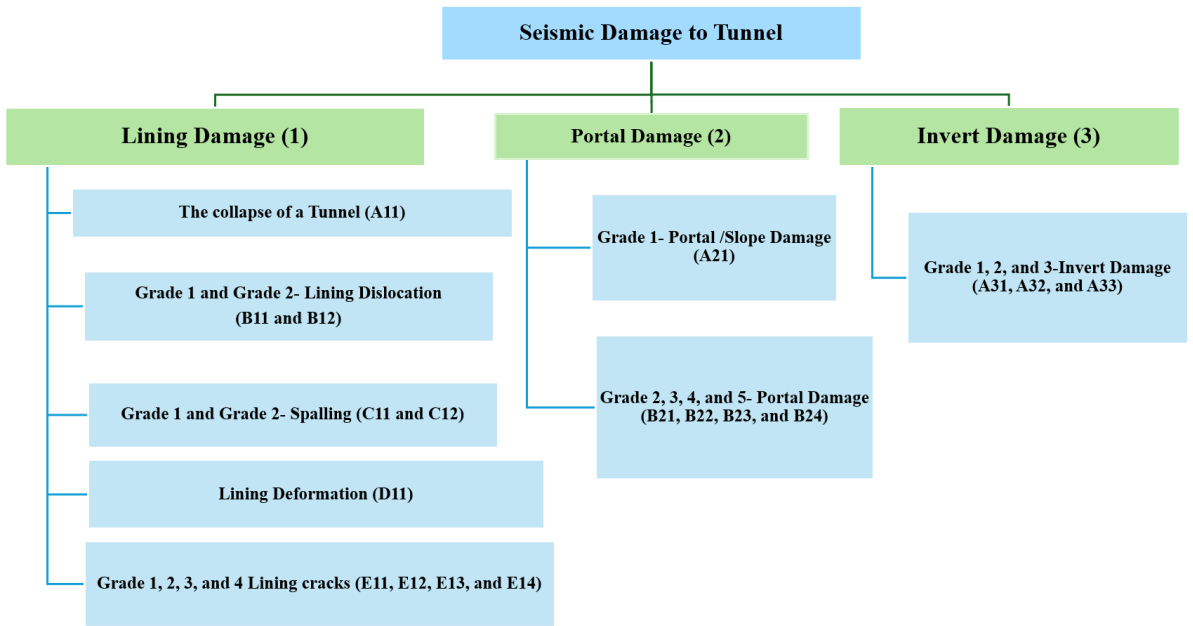 Seismic Damage to Tunnel
Lining Damage (1)
The collapse of a Tunnel (A11)
Grade 1 and Grade 2- Lining Dislocation
(B11 and B12)
Grade 1 and Grade 2- Spalling (C11 and C12)
Lining Deformation (D11)
Grade 1, 2, 3, and 4 Lining cracks (E11, E12, E13, and E14)
Portal Damage (2)
Grade 1- Portal /Slope Damage
(A21)
Grade 2, 3, 4, and 5- Portal Damage
(B21, B22, B23, and B24)
Invert Damage (3)
Grade 1, 2, and 3-Invert Damage
(A31, A32, and A33)